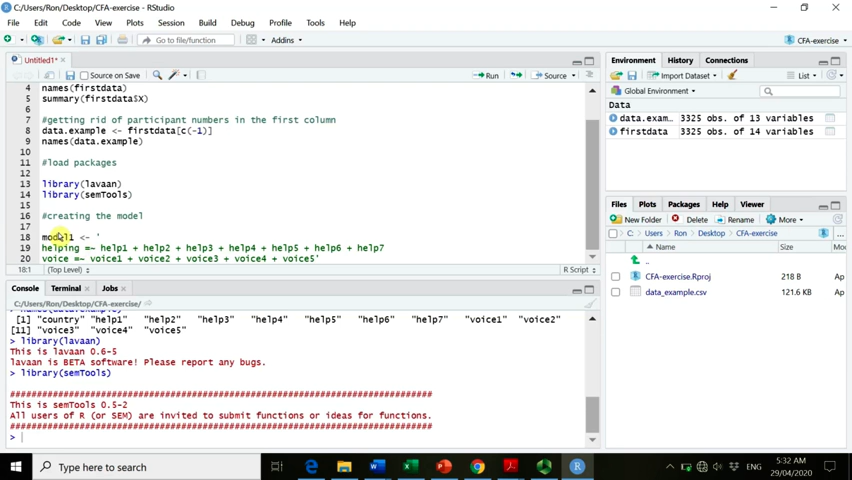 C:/Users/Ron/Desktop/CFA-exercise - RStudio
File Edit Code View Plots Session Build Debug Profile Tools Help
Go to file/function Addins CFA-exercise
Untitled1*
Source on Save Run Source
4 names(firstdata)
5 summary(firstdata$X)
6
7 #getting rid of participant numbers in the first column
8 data.example <- firstdata[c(-1)]
9 names(data.example)
10
11 #load packages
12
13 library(lavaan)
14 library(semTools)
15
16 #creating the model
17
18 model1 <- '
19 helping =~ help1 + help2 + help3 + help4 + help5 + help6 + help7
20 voice =~ voice1 + voice2 + voice3 + voice4 + voice5'
18:1 (Top Level) R Script
Console Terminal Jobs
C:/Users/Ron/Desktop/CFA-exercise/
[1] "country" "help1" "help2" "help3" "help4" "help5" "help6" "help7" "voice1" "voice2"
[11] "voice3" "voice4" "voice5"
> library(lavaan)
This is lavaan 0.6-5
lavaan is BETA software! Please report any bugs.
> library(semTools)
###############################################################################
This is semTools 0.5-2
All users of R (or SEM) are invited to submit functions or ideas for functions.
###############################################################################
>
Environment History Connections
Import Dataset List
Global Environment
Data
data.exam… 3325 obs. of 13 variables
firstdata 3325 obs. of 14 variables
Files Plots Packages Help Viewer
New Folder Delete Rename More
C: Users Ron Desktop CFA-exercise ...
Name Size Modified
..
CFA-exercise.Rproj 218 B
data_example.csv 121.6 KB
Type here to search
ENG
5:32 AM
29/04/2020